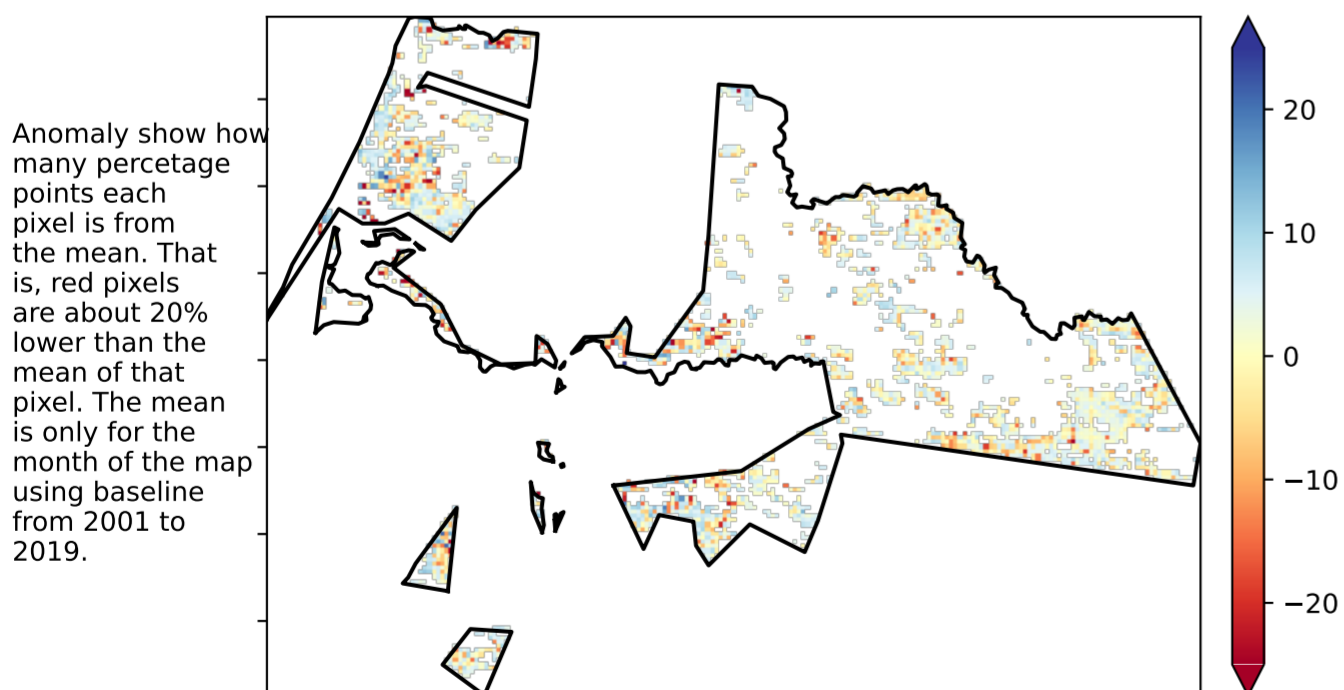 Anomaly show how
many percetage
points each
pixel is from
the mean. That
is, red pixels
are about 20%
lower than the
mean of that
pixel. The mean
is only for the
month of the map
using baseline
from 2001 to
2019.
20
10
0
−10
−20